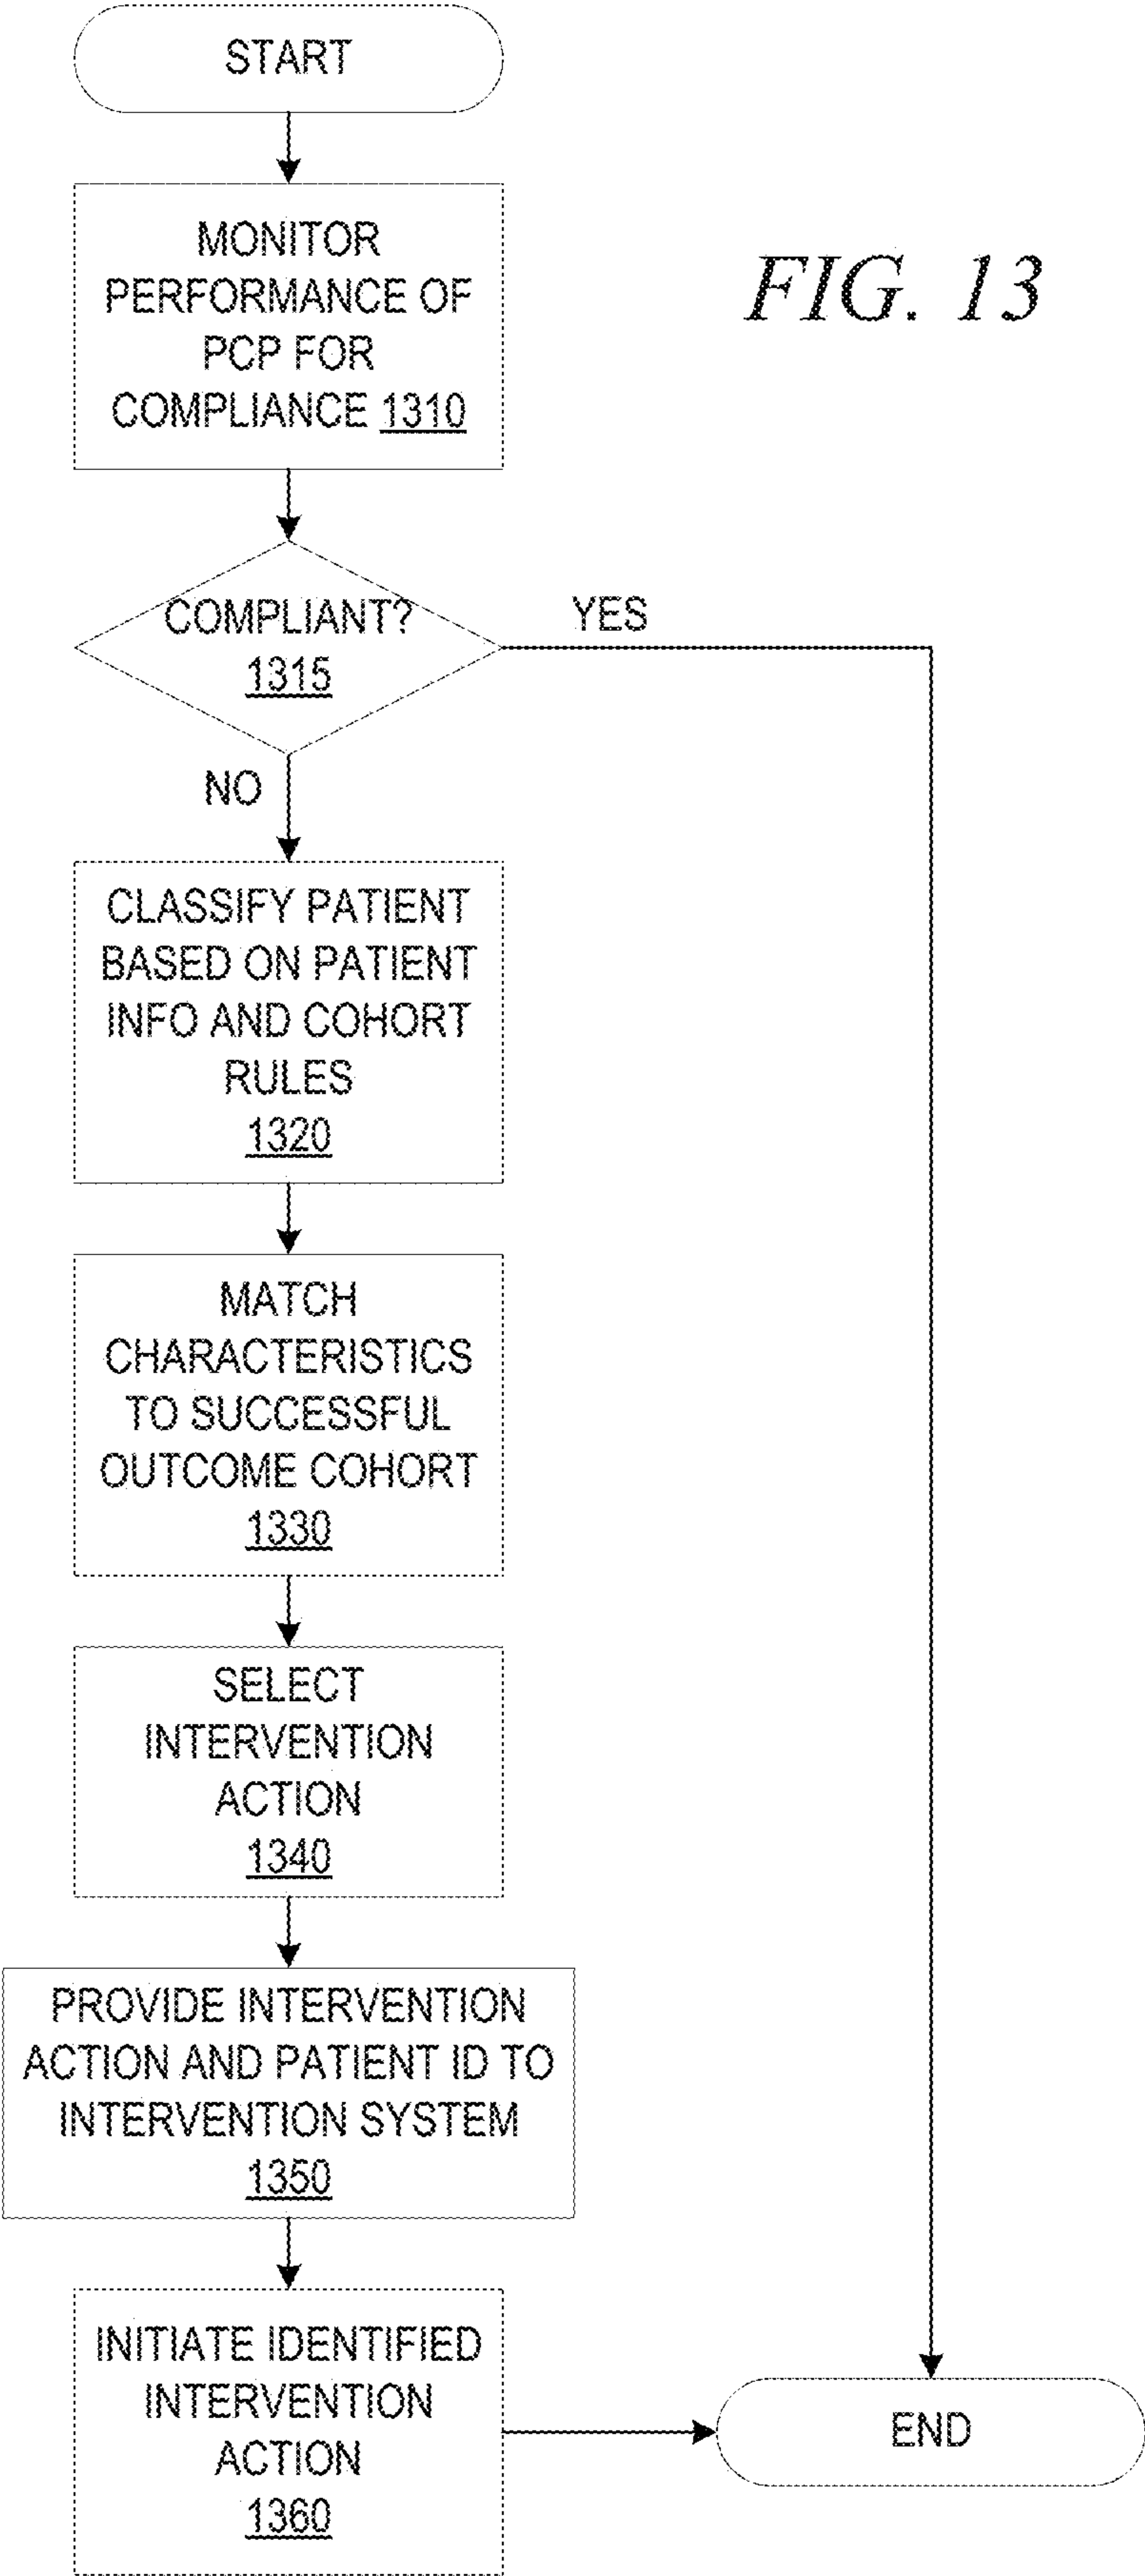 START
MONITOR
PERFORMANCE OF
PCP FOR
COMPLIANCE 1310
FIG. 13
COMPLIANT?
1315
YES
NO
CLASSIFY PATIENT
BASED ON PATIENT
INFO AND COHORT
RULES
1320
MATCH
CHARACTERISTICS
TO SUCCESSFUL
OUTCOME COHORT
1330
SELECT
INTERVENTION
ACTION
1340
PROVIDE INTERVENTION
ACTION AND PATIENT ID TO
INTERVENTION SYSTEM
1350
INITIATE IDENTIFIED
INTERVENTION
ACTION
1360
END